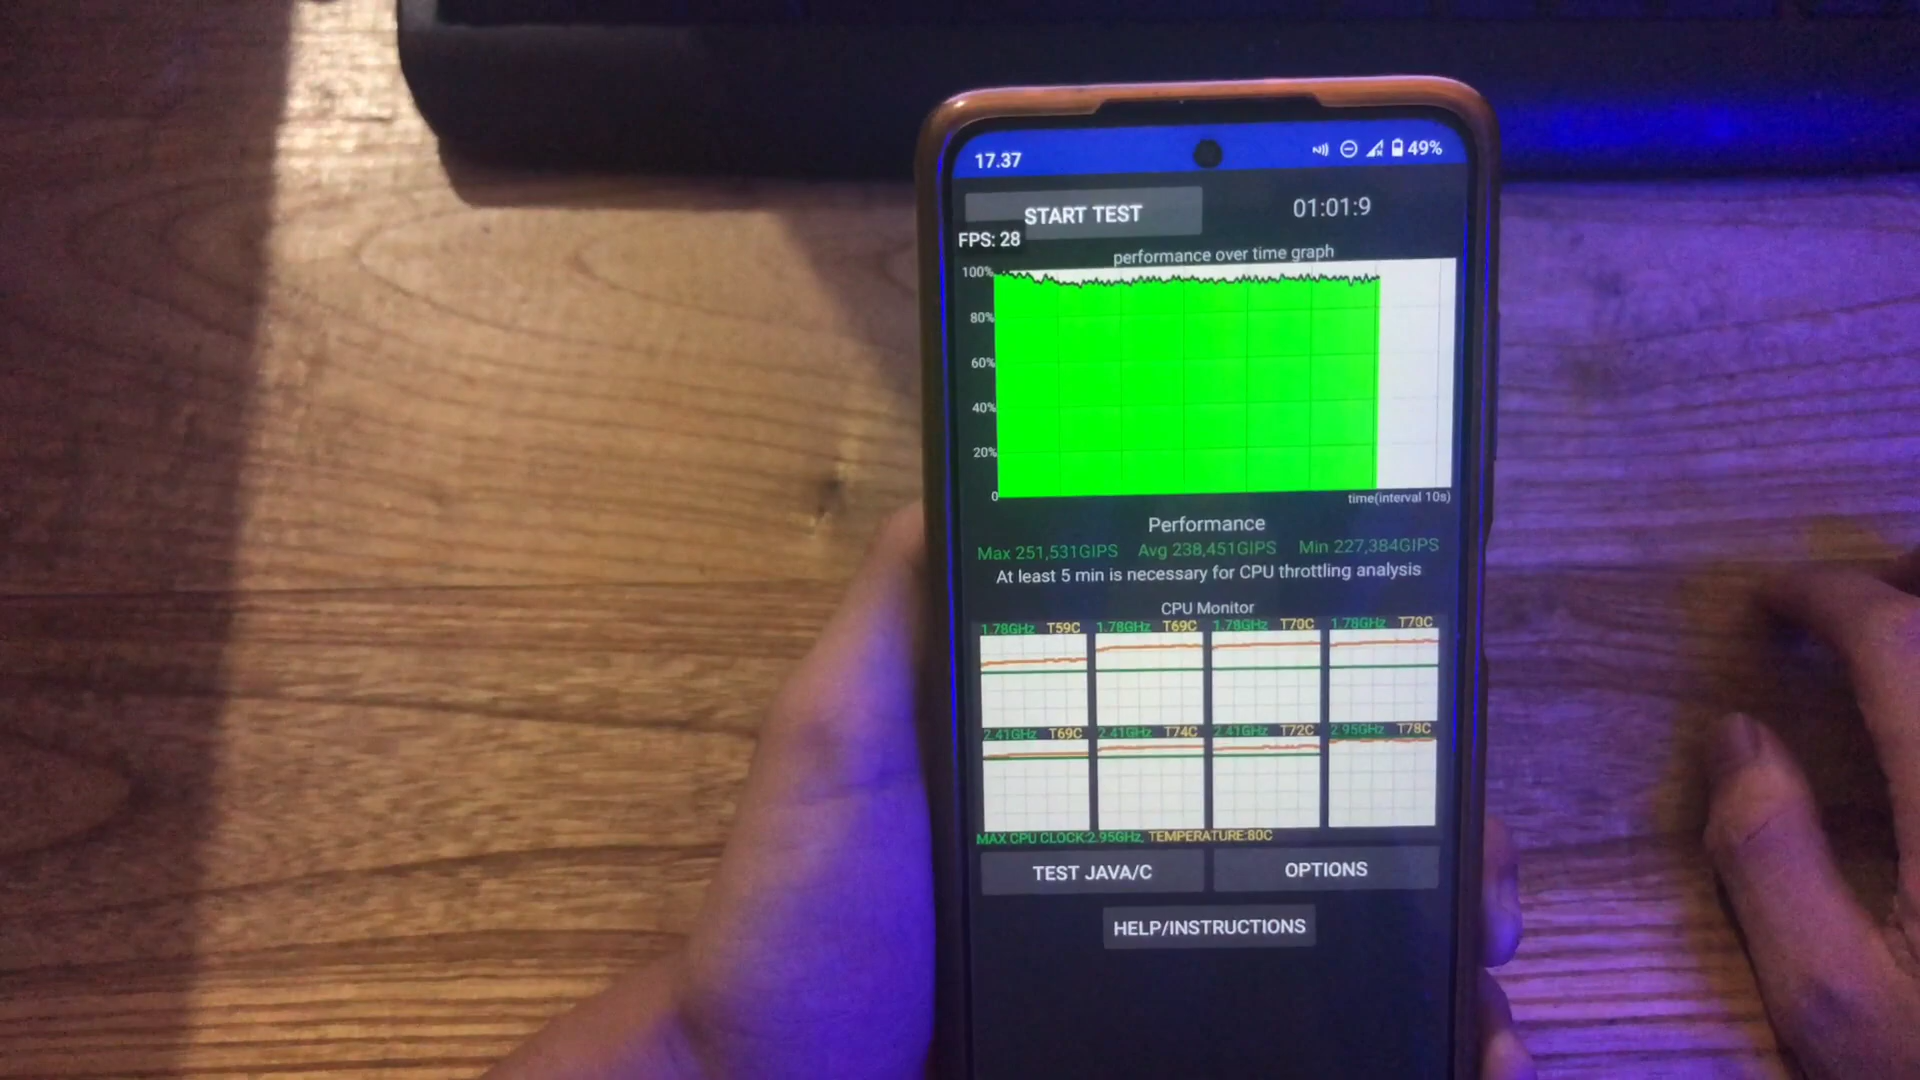 17.37 49%
START TEST 01:01:9
FPS: 28
performance over time graph
100%
80%
60%
40%
20%
0
time(interval 10s)
Performance
Max 251,531GIPS Avg 238,451GIPS Min 227,384GIPS
At least 5 min is necessary for CPU throttling analysis
CPU Monitor
1.78GHz T59C 1.78GHz T69C 1.78GHz T70C 1.78GHz T70C
2.41GHz T69C 2.41GHz T74C 2.41GHz T72C 2.95GHz T78C
MAX CPU CLOCK:2.95GHz, TEMPERATURE:80C
TEST JAVA/C OPTIONS
HELP/INSTRUCTIONS